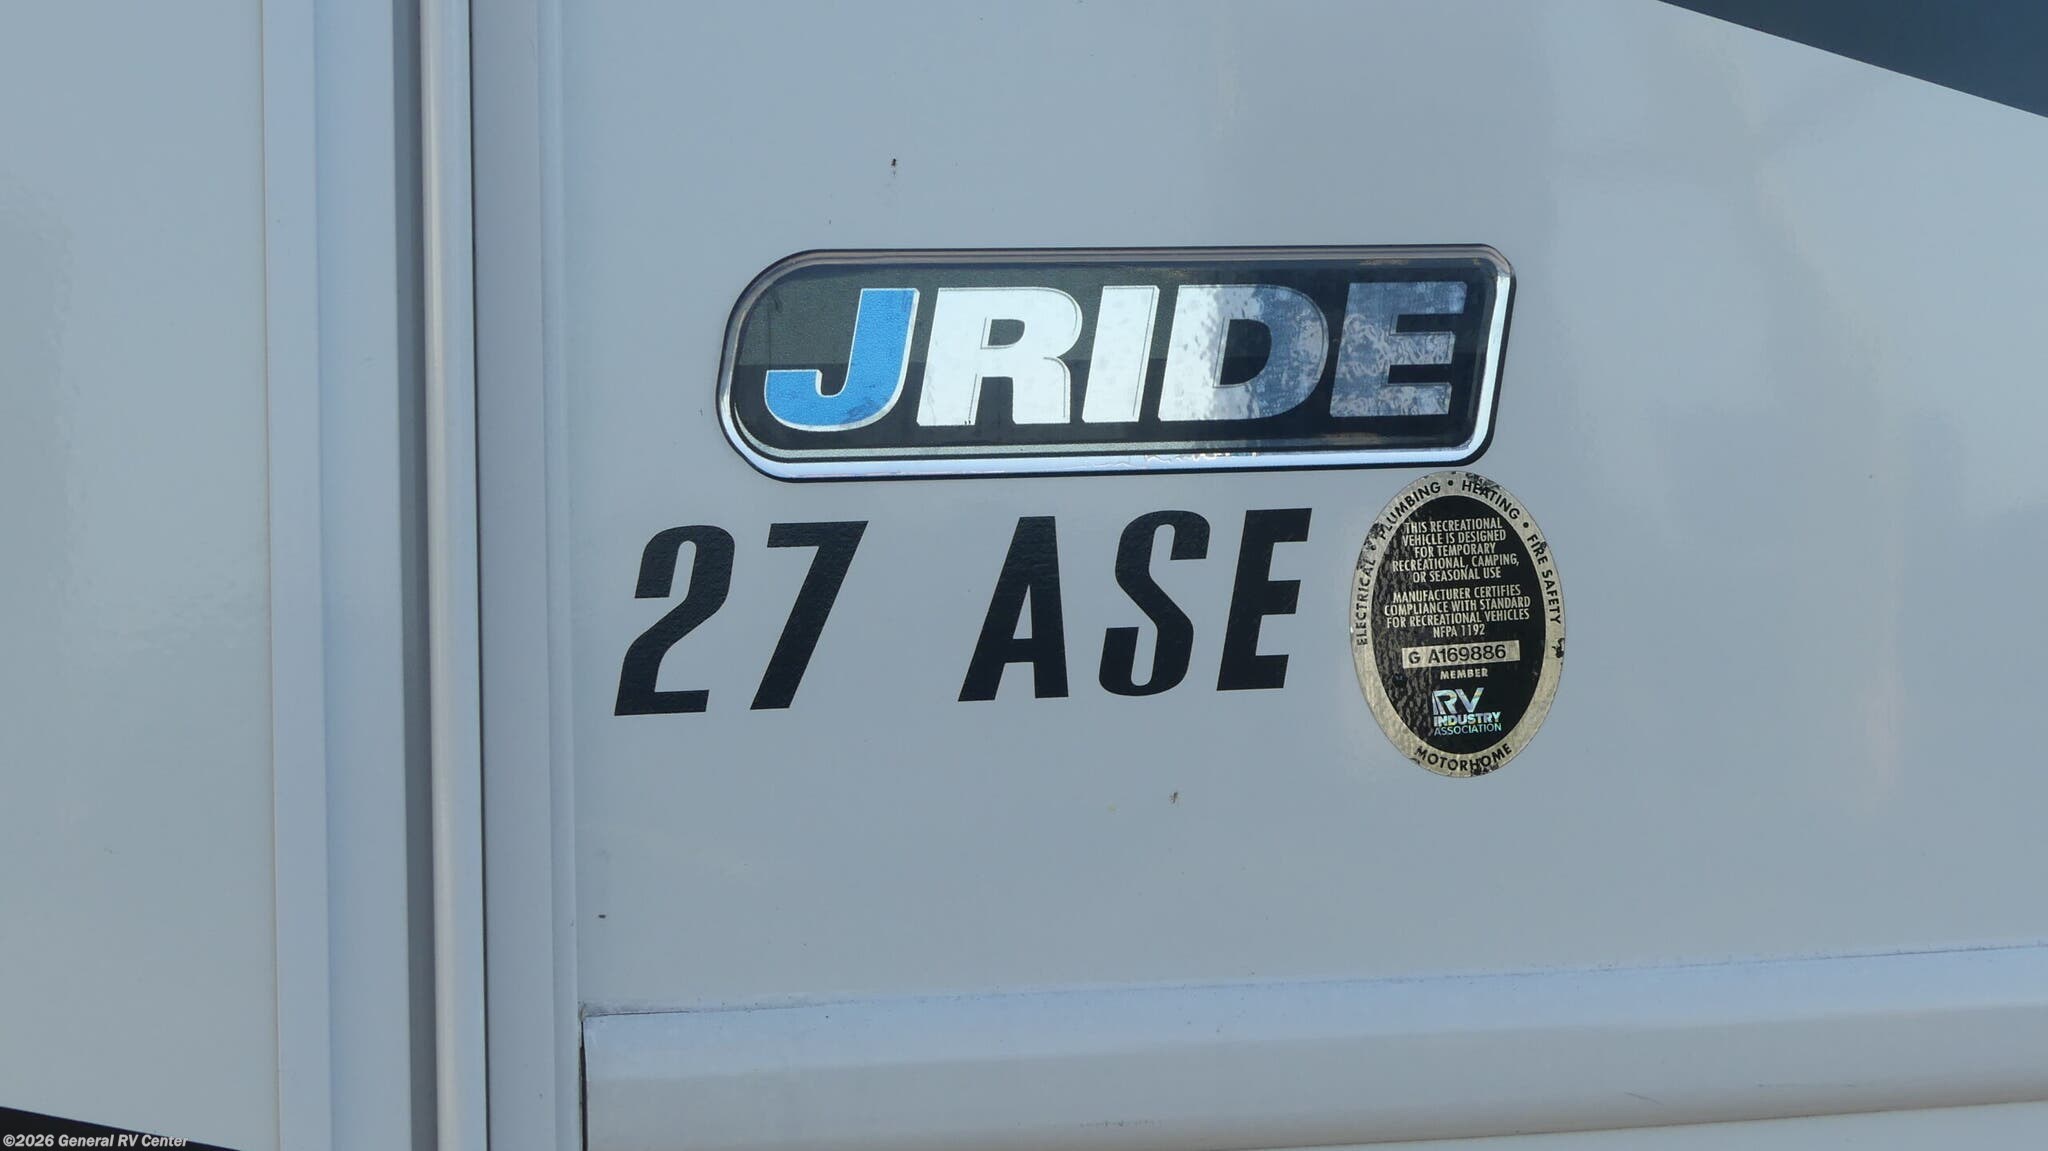 JRIDE
27 ASE
ELECTRICAL • PLUMBING • HEATING • FIRE SAFETY
THIS RECREATIONAL
VEHICLE IS DESIGNED
FOR TEMPORARY
RECREATIONAL, CAMPING,
OR SEASONAL USE
MANUFACTURER CERTIFIES
COMPLIANCE WITH STANDARD
FOR RECREATIONAL VEHICLES
NFPA 1192
G A169886
MEMBER
RV
INDUSTRY
ASSOCIATION
MOTORHOME
©2026 General RV Center